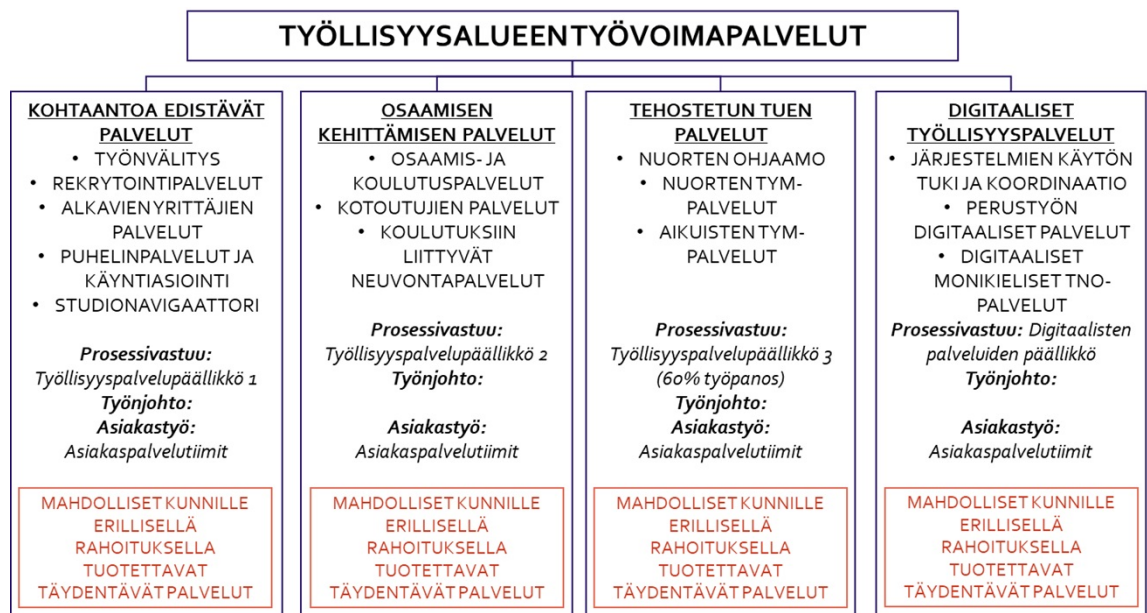 TYÖLLISYYSALUEEN TYÖVOIMAPALVELUT
KOHTAANTOA EDISTÄVÄT
PALVELUT
• TYÖNVÄLITYS
• REKRYTOINTIPALVELUT
• ALKAVIEN YRITTÄJIEN
PALVELUT
• PUHELINPALVELUT JA
KÄYNTIASIOINTI
• STUDIONAVIGAATTORI
Prosessivastuu:
Työllisyyspalvelupäällikkö 1
Työnjohto:
Asiakastyö:
Asiakaspalvelutiimit
MAHDOLLISET KUNNILLE
ERILLISELLÄ
RAHOITUKSELLA
TUOTETTAVAT
TÄYDENTÄVÄT PALVELUT
OSAAMISEN
KEHITTÄMISEN PALVELUT
• OSAAMIS- JA
KOULUTUSPALVELUT
• KOTOUTUJIEN PALVELUT
• KOULUTUKSIIN
LIITTYVÄT
NEUVONTAPALVELUT
Prosessivastuu:
Työllisyyspalvelupäällikkö 2
Työnjohto:
Asiakastyö:
Asiakaspalvelutiimit
MAHDOLLISET KUNNILLE
ERILLISELLÄ
RAHOITUKSELLA
TUOTETTAVAT
TÄYDENTÄVÄT PALVELUT
TEHOSTETUN TUEN
PALVELUT
• NUORTEN OHJAAMO
• NUORTEN TYM-
PALVELUT
• AIKUISTEN TYM-
PALVELUT
Prosessivastuu:
Työllisyyspalvelupäällikkö 3
(60% työpanos)
Työnjohto:
Asiakastyö:
Asiakaspalvelutiimit
MAHDOLLISET KUNNILLE
ERILLISELLÄ
RAHOITUKSELLA
TUOTETTAVAT
TÄYDENTÄVÄT PALVELUT
DIGITAALISET
TYÖLLISYYSPALVELUT
• JÄRJESTELMIEN KÄYTÖN
TUKI JA KOORDINAATIO
• PERUSTYÖN
DIGITAALISET PALVELUT
• DIGITAALISET
MONIKIELISET TNO-
PALVELUT
Prosessivastuu: Digitaalisten
palveluiden päällikkö
Työnjohto:
Asiakastyö:
Asiakaspalvelutiimit
MAHDOLLISET KUNNILLE
ERILLISELLÄ
RAHOITUKSELLA
TUOTETTAVAT
TÄYDENTÄVÄT PALVELUT